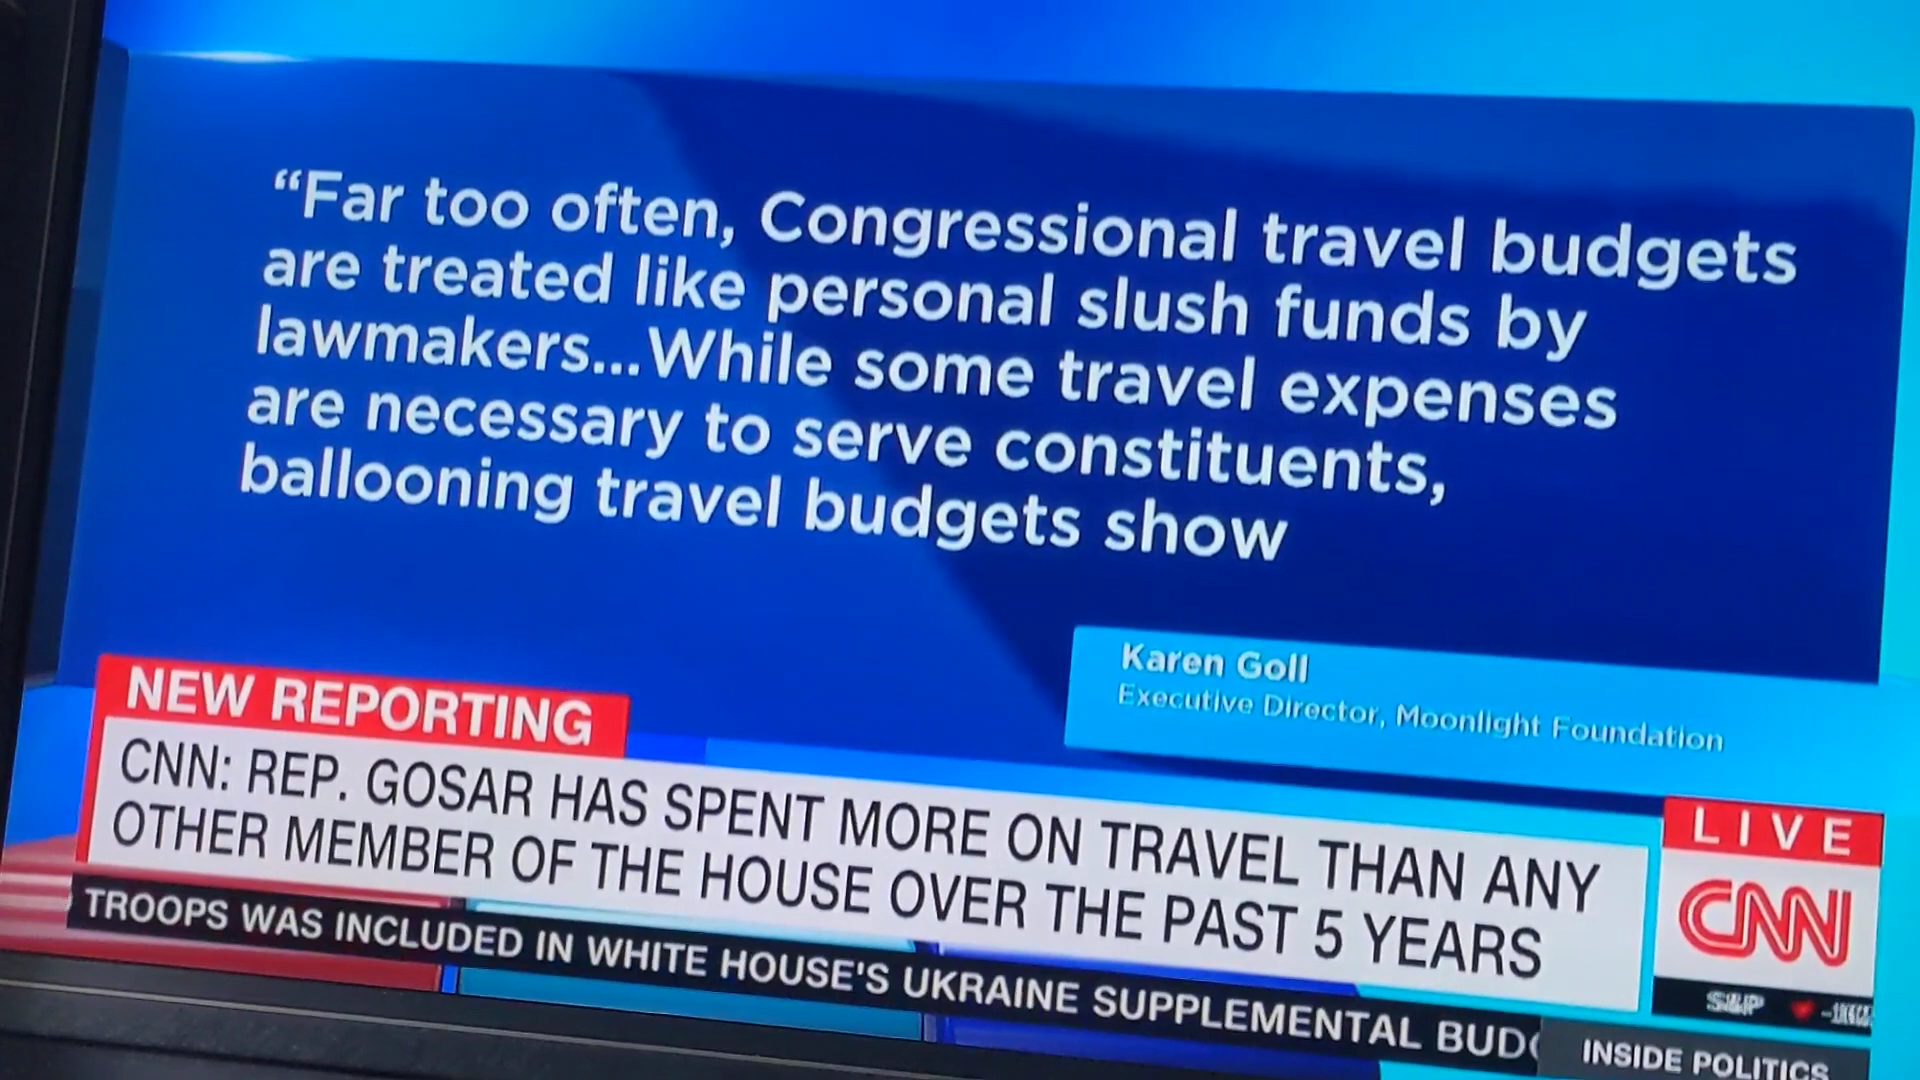 “Far too often, Congressional travel budgets
are treated like personal slush funds by
lawmakers...While some travel expenses
are necessary to serve constituents,
ballooning travel budgets show
Karen Goll
Executive Director, Moonlight Foundation
NEW REPORTING
CNN: REP. GOSAR HAS SPENT MORE ON TRAVEL THAN ANY
OTHER MEMBER OF THE HOUSE OVER THE PAST 5 YEARS
LIVE
CNN
S&P
TROOPS WAS INCLUDED IN WHITE HOUSE'S UKRAINE SUPPLEMENTAL
INSIDE POLITICS